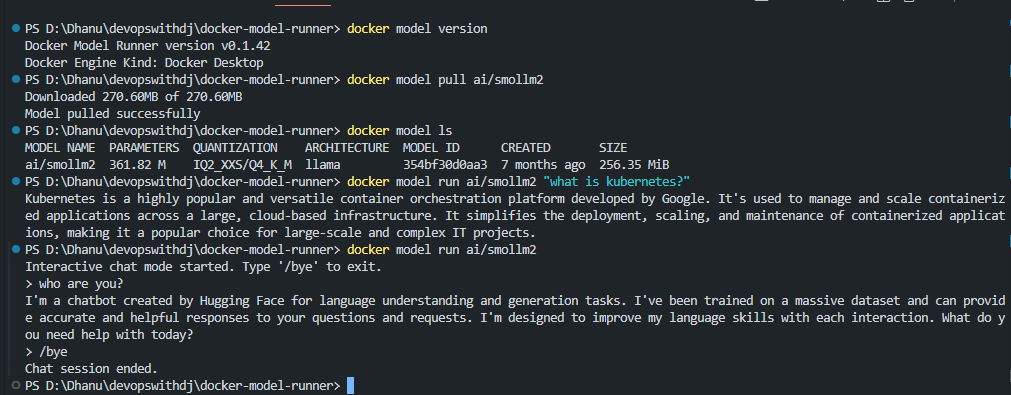 PS D:\Dhanu\devopswithdj\docker-model-runner> docker model version
Docker Model Runner version v0.1.42
Docker Engine Kind: Docker Desktop
PS D:\Dhanu\devopswithdj\docker-model-runner> docker model pull ai/smollm2
Downloaded 270.60MB of 270.60MB
Model pulled successfully
PS D:\Dhanu\devopswithdj\docker-model-runner> docker model ls
MODEL NAME  PARAMETERS  QUANTIZATION    ARCHITECTURE  MODEL ID      CREATED       SIZE
ai/smollm2  361.82 M    IQ2_XXS/Q4_K_M  llama         354bf30d0aa3  7 months ago  256.35 MiB
PS D:\Dhanu\devopswithdj\docker-model-runner> docker model run ai/smollm2 "what is kubernetes?"
Kubernetes is a highly popular and versatile container orchestration platform developed by Google. It's used to manage and scale containeriz
ed applications across a large, cloud-based infrastructure. It simplifies the deployment, scaling, and maintenance of containerized applicat
ions, making it a popular choice for large-scale and complex IT projects.
PS D:\Dhanu\devopswithdj\docker-model-runner> docker model run ai/smollm2
Interactive chat mode started. Type '/bye' to exit.
> who are you?
I'm a chatbot created by Hugging Face for language understanding and generation tasks. I've been trained on a massive dataset and can provid
e accurate and helpful responses to your questions and requests. I'm designed to improve my language skills with each interaction. What do y
ou need help with today?
> /bye
Chat session ended.
PS D:\Dhanu\devopswithdj\docker-model-runner>